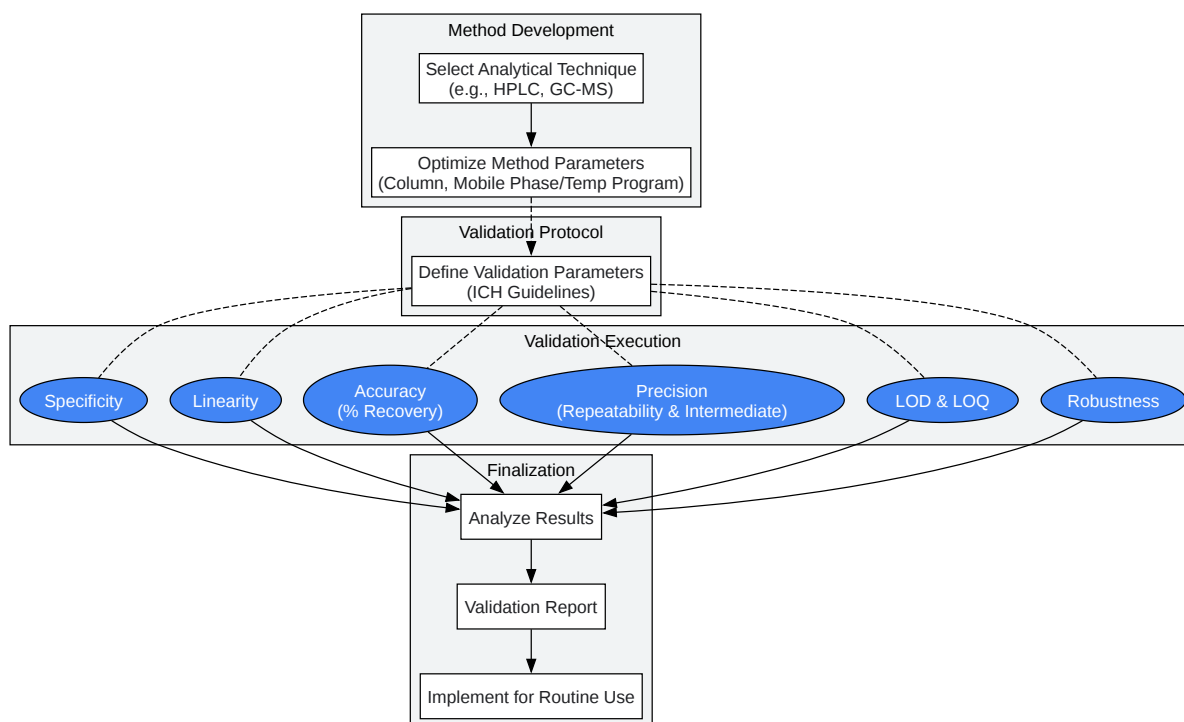 Method Development
Select Analytical Technique
(e.g., HPLC, GC-MS)
Optimize Method Parameters
(Column, Mobile Phase/Temp Program)
Validation Protocol
Define Validation Parameters
(ICH Guidelines)
Validation Execution
Specificity
Linearity
Accuracy
(% Recovery)
Precision
(Repeatability & Intermediate)
LOD & LOQ
Robustness
Finalization
Analyze Results
Validation Report
Implement for Routine Use